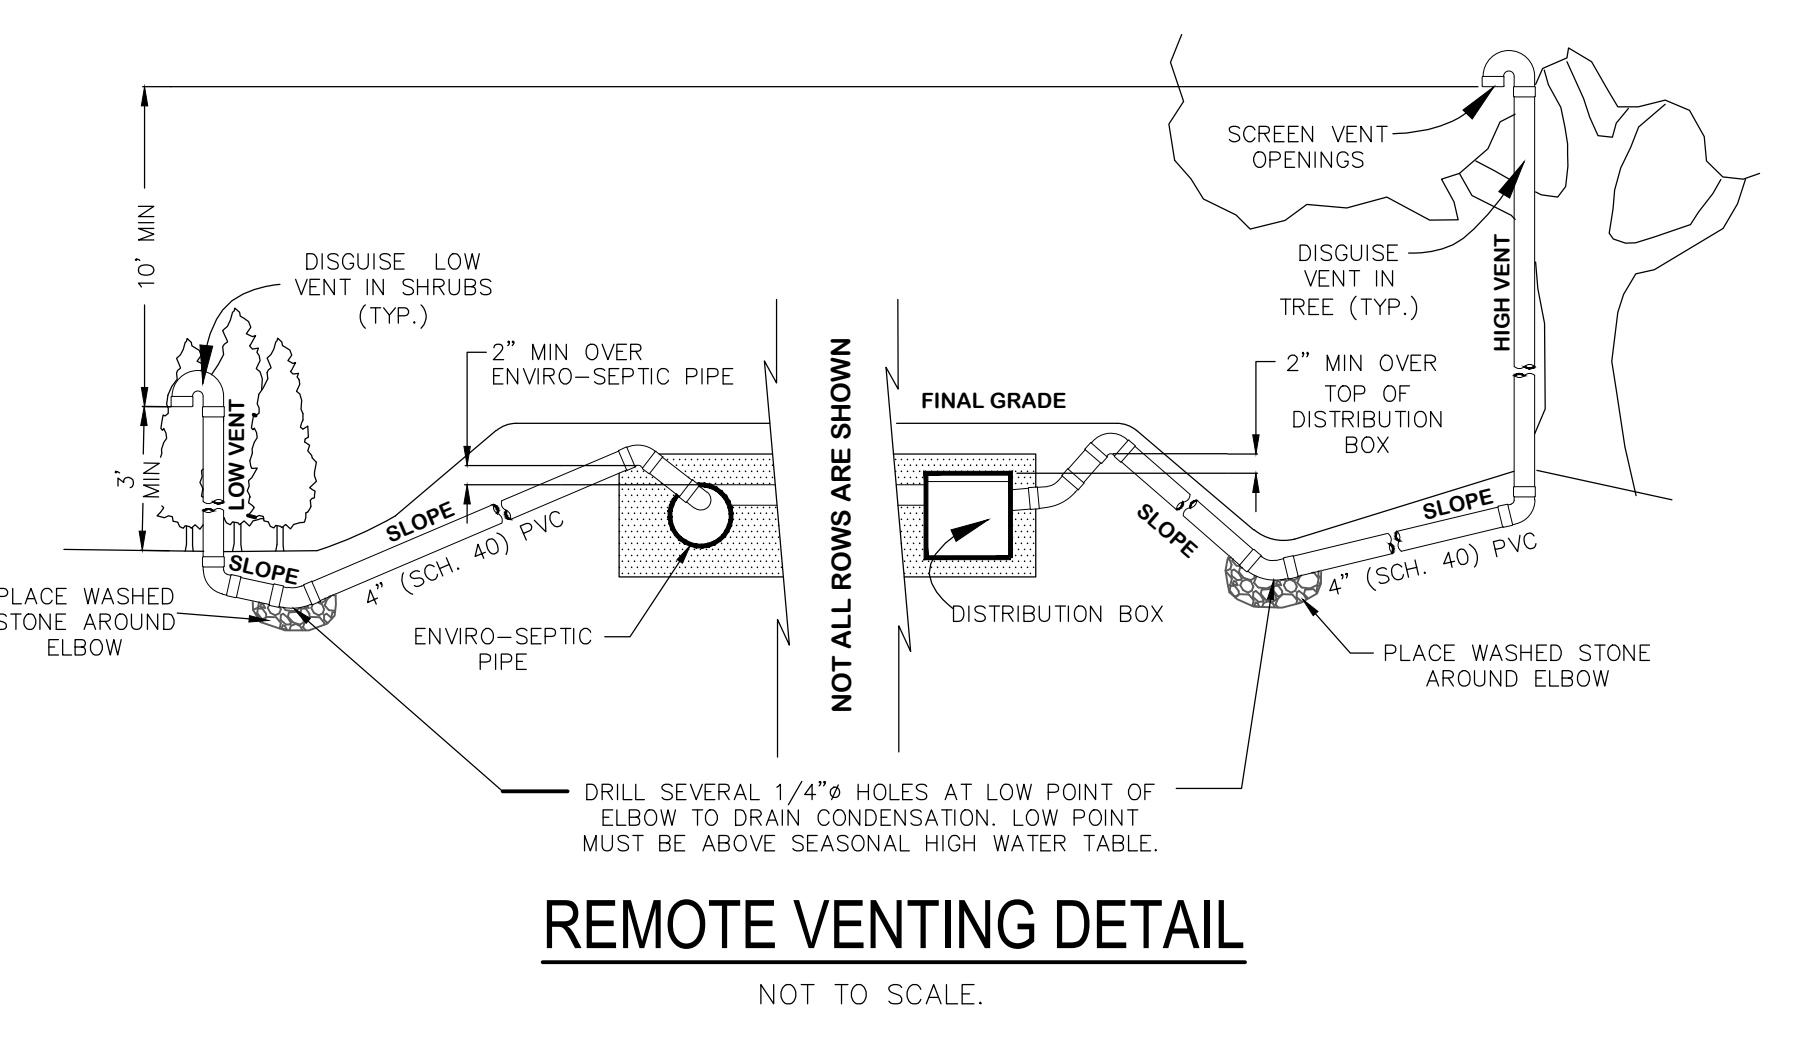 SCREEN VENT
OPENINGS
10' MIN
DISGUISE LOW
VENT IN SHRUBS
(TYP.)
DISGUISE
VENT IN
TREE (TYP.)
HIGH VENT
2" MIN OVER
ENVIRO-SEPTIC PIPE
NOT ALL ROWS ARE SHOWN
FINAL GRADE
2" MIN OVER
TOP OF
DISTRIBUTION
BOX
3'
MIN
LOW VENT
SLOPE
4" (SCH. 40) PVC
SLOPE
SLOPE
SLOPE
4" (SCH. 40) PVC
PLACE WASHED
STONE AROUND
ELBOW
ENVIRO-SEPTIC
PIPE
DISTRIBUTION BOX
PLACE WASHED STONE
AROUND ELBOW
DRILL SEVERAL 1/4"ø HOLES AT LOW POINT OF
ELBOW TO DRAIN CONDENSATION. LOW POINT
MUST BE ABOVE SEASONAL HIGH WATER TABLE.
REMOTE VENTING DETAIL
NOT TO SCALE.